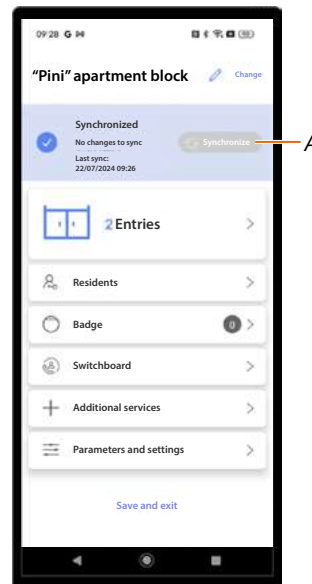 09:28 G
"Pini" apartment block
Change
Synchronized
No changes to sync
Last sync:
22/07/2024 09:26
Synchronize
A
2 Entries
Residents
Badge
0
Switchboard
Additional services
Parameters and settings
Save and exit